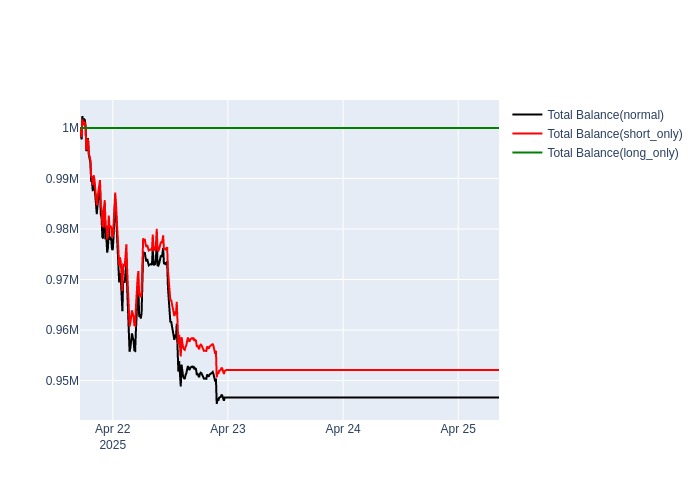 1M
0.99M
0.98M
0.97M
0.96M
0.95M
Apr 22
2025
Apr 23
Apr 24
Apr 25
Total Balance(normal)
Total Balance(short_only)
Total Balance(long_only)